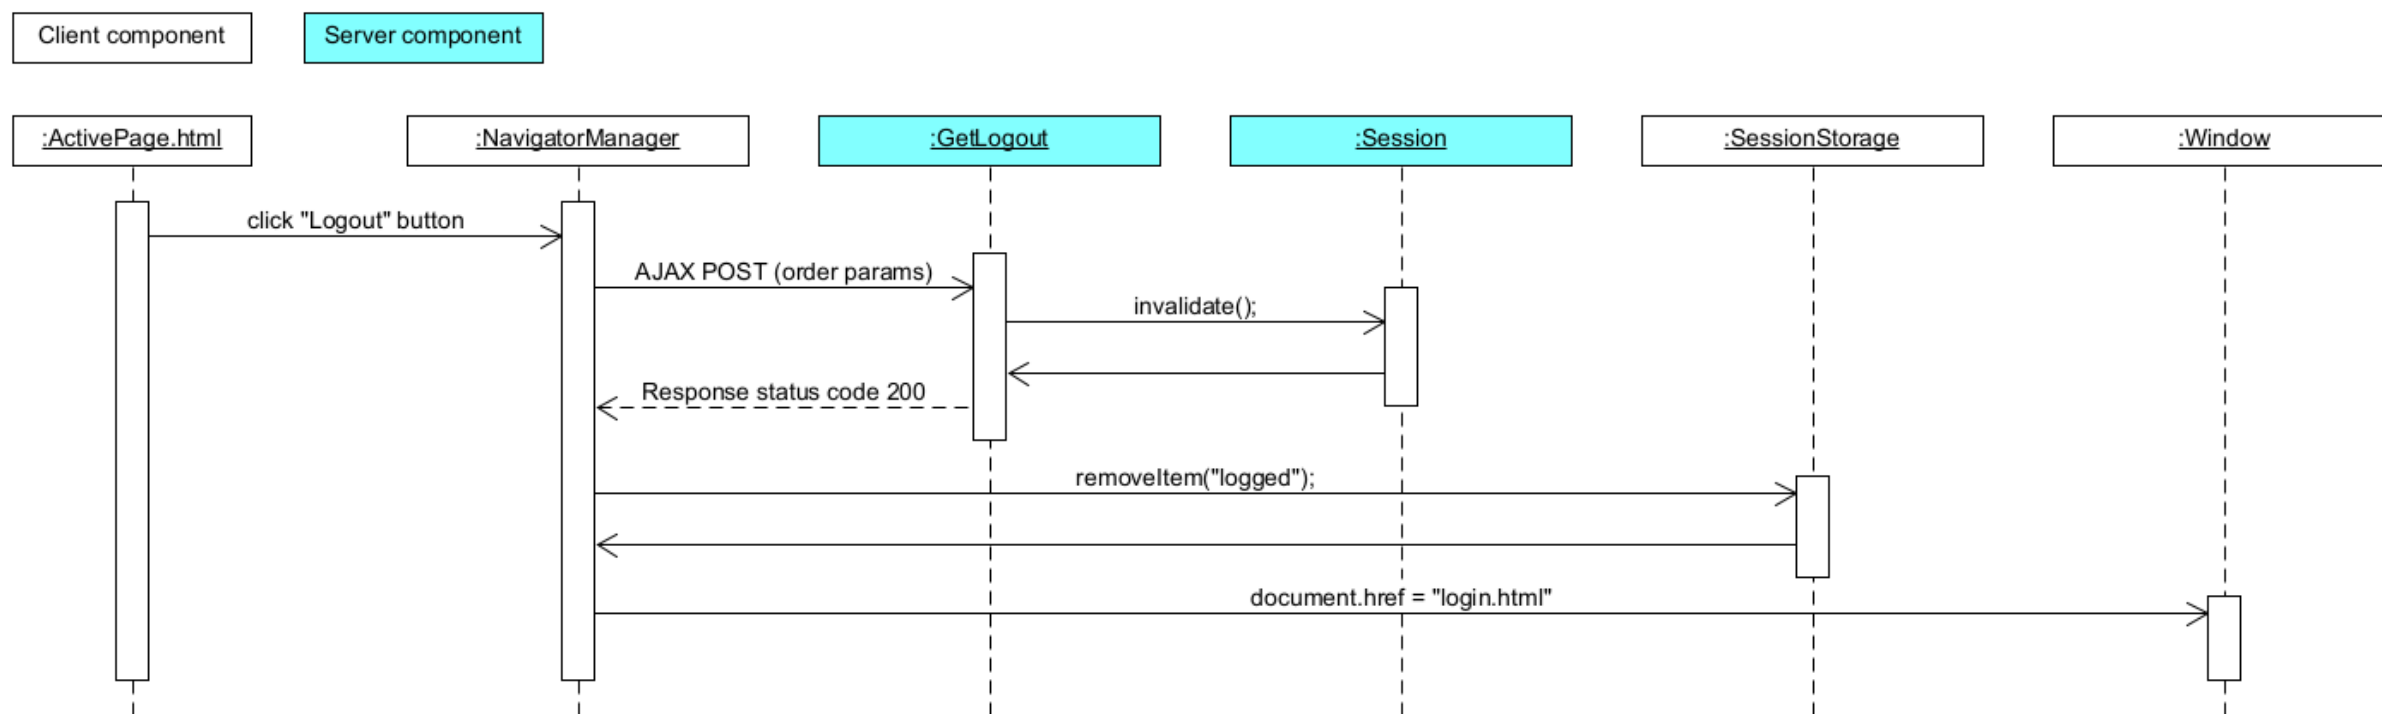 Client component
Server component
:ActivePage.html
:NavigatorManager
:GetLogout
:Session
:SessionStorage
:Window
click "Logout" button
AJAX POST (order params)
invalidate();
Response status code 200
removeItem("logged");
document.href = "login.html"